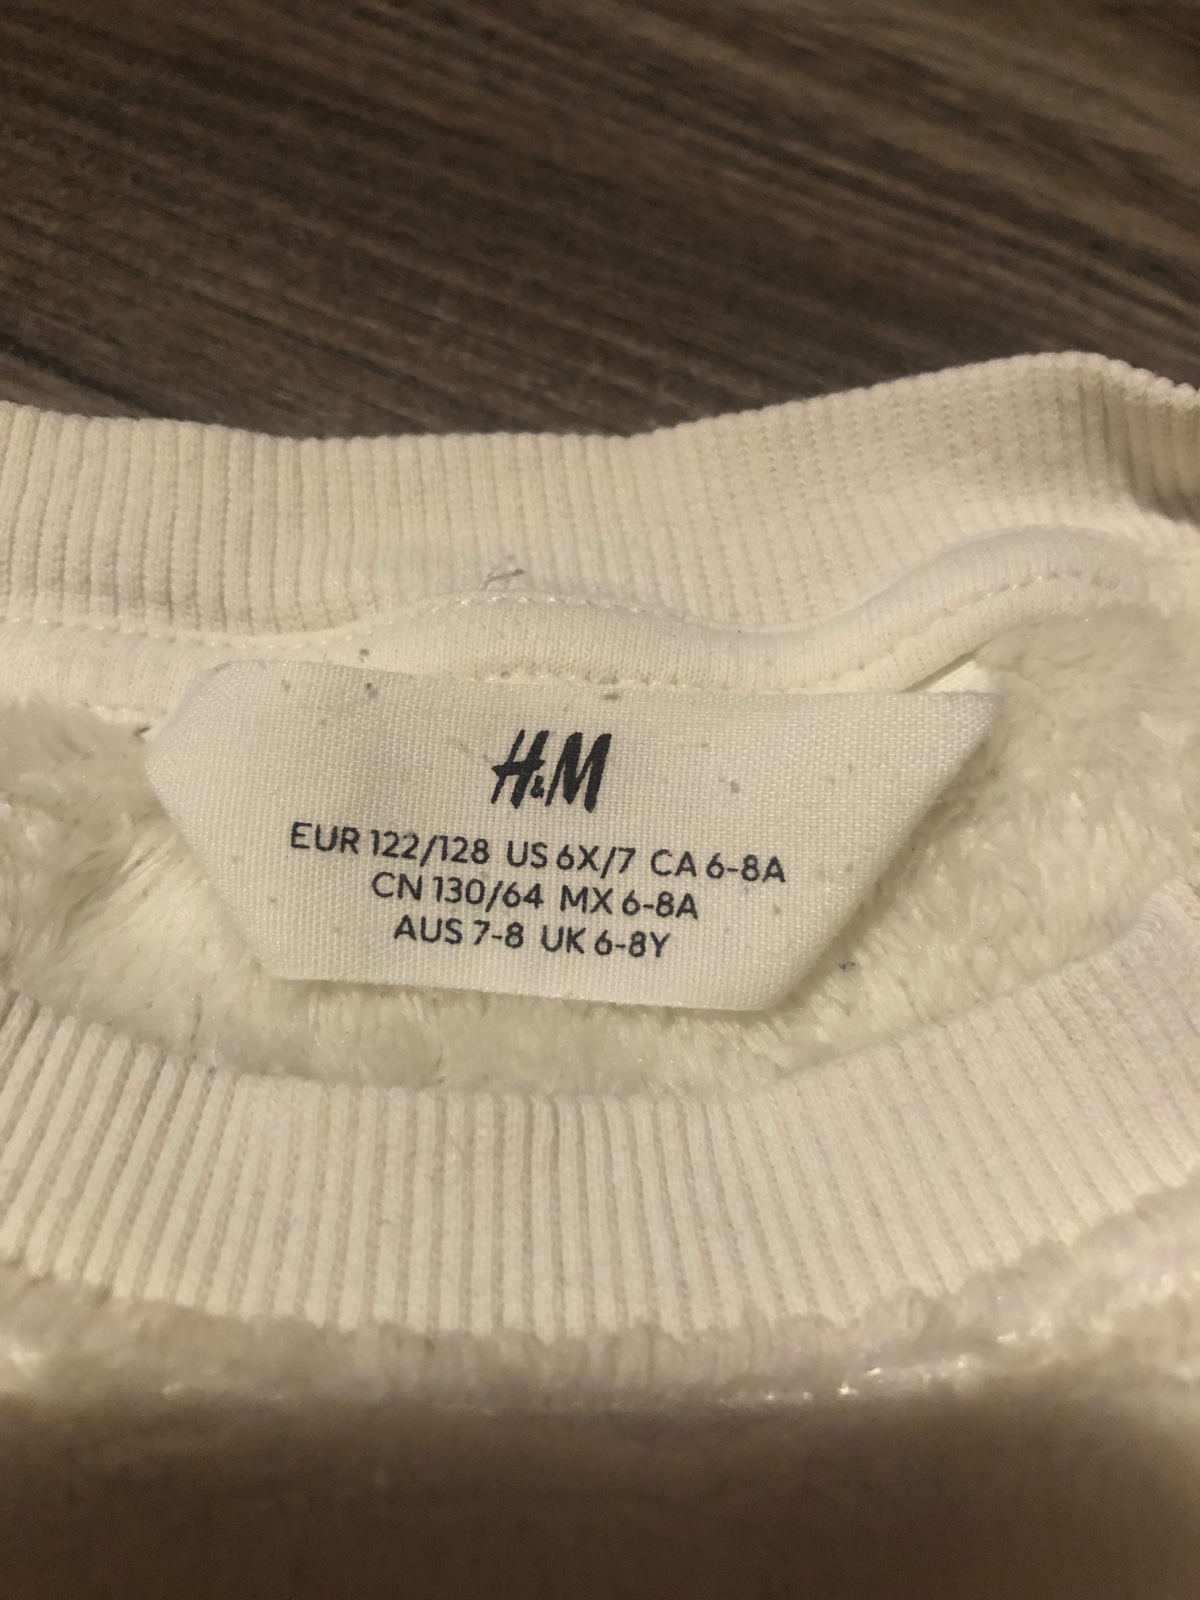 H&M
EUR 122/128 US 6X/7 CA 6-8A
CN 130/64 MX 6-8A
AUS 7-8 UK 6-8Y